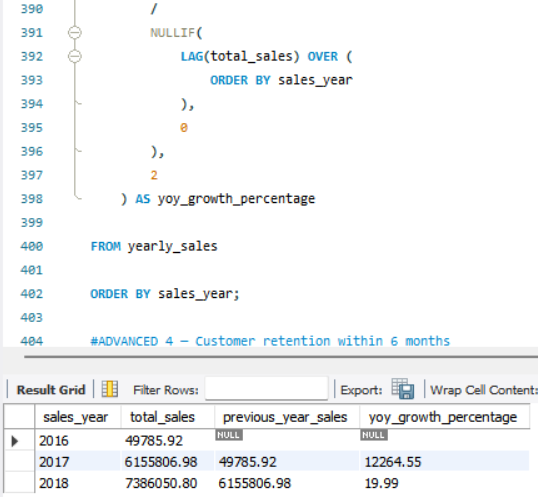 390 /
391 NULLIF(
392 LAG(total_sales) OVER (
393 ORDER BY sales_year
394 ),
395 0
396 ),
397 2
398 ) AS yoy_growth_percentage
399
400 FROM yearly_sales
401
402 ORDER BY sales_year;
403
404 #ADVANCED 4 – Customer retention within 6 months
Result Grid Filter Rows: Export: Wrap Cell Content:
sales_year total_sales previous_year_sales yoy_growth_percentage
2016 49785.92 NULL NULL
2017 6155806.98 49785.92 12264.55
2018 7386050.80 6155806.98 19.99